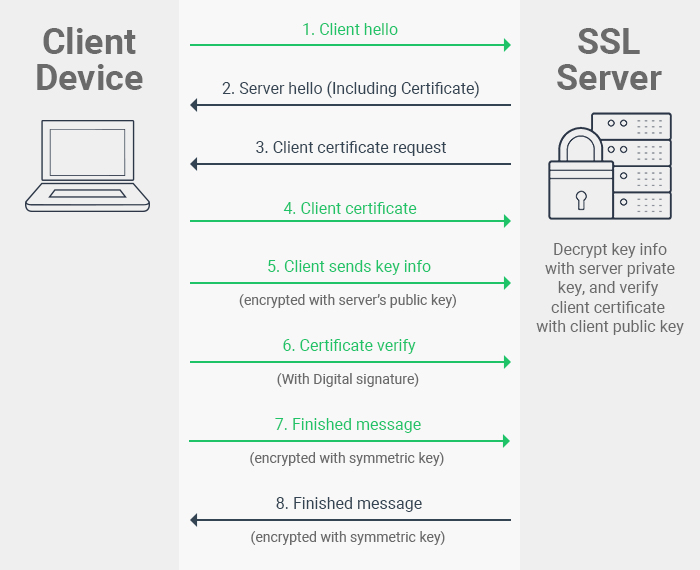 Client
Device
1. Client hello
2. Server hello (Including Certificate)
3. Client certificate request
4. Client certificate
5. Client sends key info
(encrypted with server’s public key)
6. Certificate verify
(With Digital signature)
7. Finished message
(encrypted with symmetric key)
8. Finished message
(encrypted with symmetric key)
SSL
Server
Decrypt key info
with server private
key, and verify
client certificate
with client public key